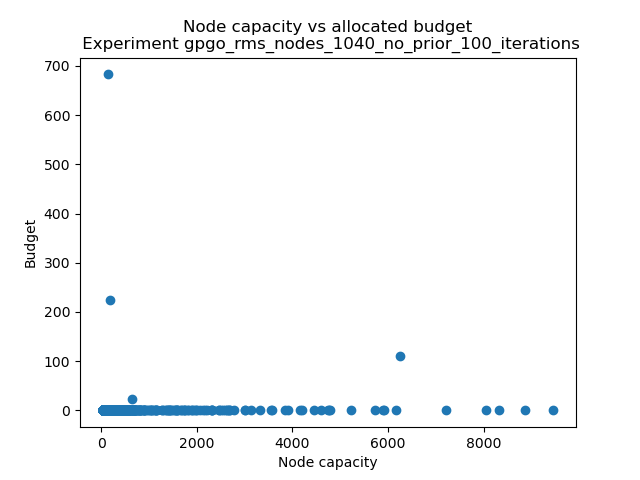 Node capacity vs allocated budget
Experiment gpgo_rms_nodes_1040_no_prior_100_iterations
700
600
500
400
300
200
100
0
Budget
0 2000 4000 6000 8000
Node capacity